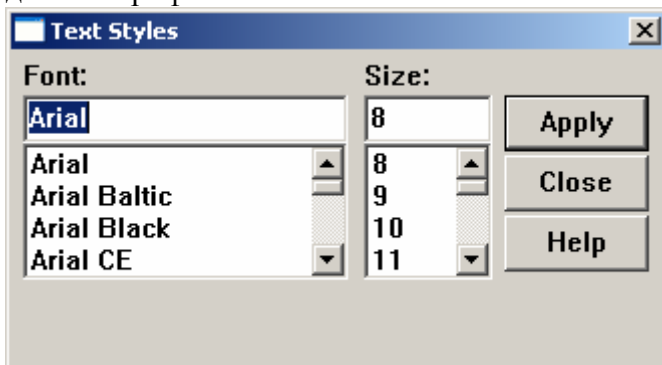 Text Styles
Font:
Size:
Arial
8
Apply
Arial
Arial Baltic
Arial Black
Arial CE
8
9
10
11
Close
Help